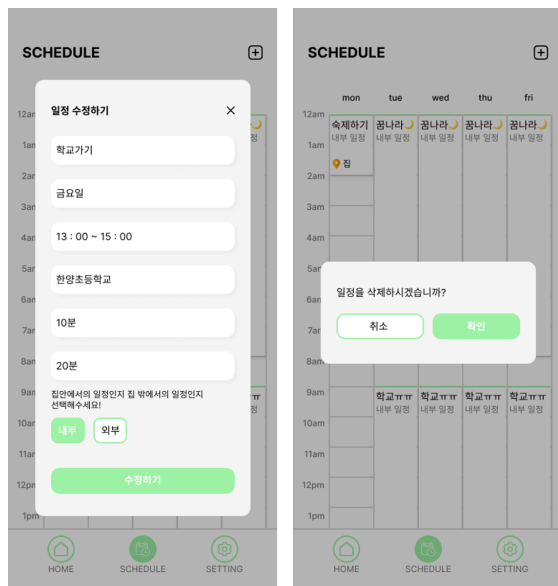 SCHEDULE
일정 수정하기
학교가기
금요일
13 : 00 ~ 15 : 00
한양초등학교
10분
20분
집안에서의 일정인지 집 밖에서의 일정인지
선택해수세요!
내부 외부
수정하기
12am
1am
2am
3am
4am
5am
6am
7am
8am
9am
10am
11am
12pm
1pm
HOME SCHEDULE SETTING
SCHEDULE
mon tue wed thu fri
12am
숙제하기 꿈나라🌙 꿈나라🌙 꿈나라🌙 꿈나라🌙
1am 내부 일정 내부 일정 내부 일정 내부 일정 내부 일정
집
2am
3am
4am
5am
일정을 삭제하시겠습니까?
6am
취소 확인
7am
8am
9am 학교ㅠㅠ 학교ㅠㅠ 학교ㅠㅠ 학교ㅠㅠ
내부 일정 내부 일정 내부 일정 내부 일정
10am
11am
12pm
1pm
HOME SCHEDULE SETTING